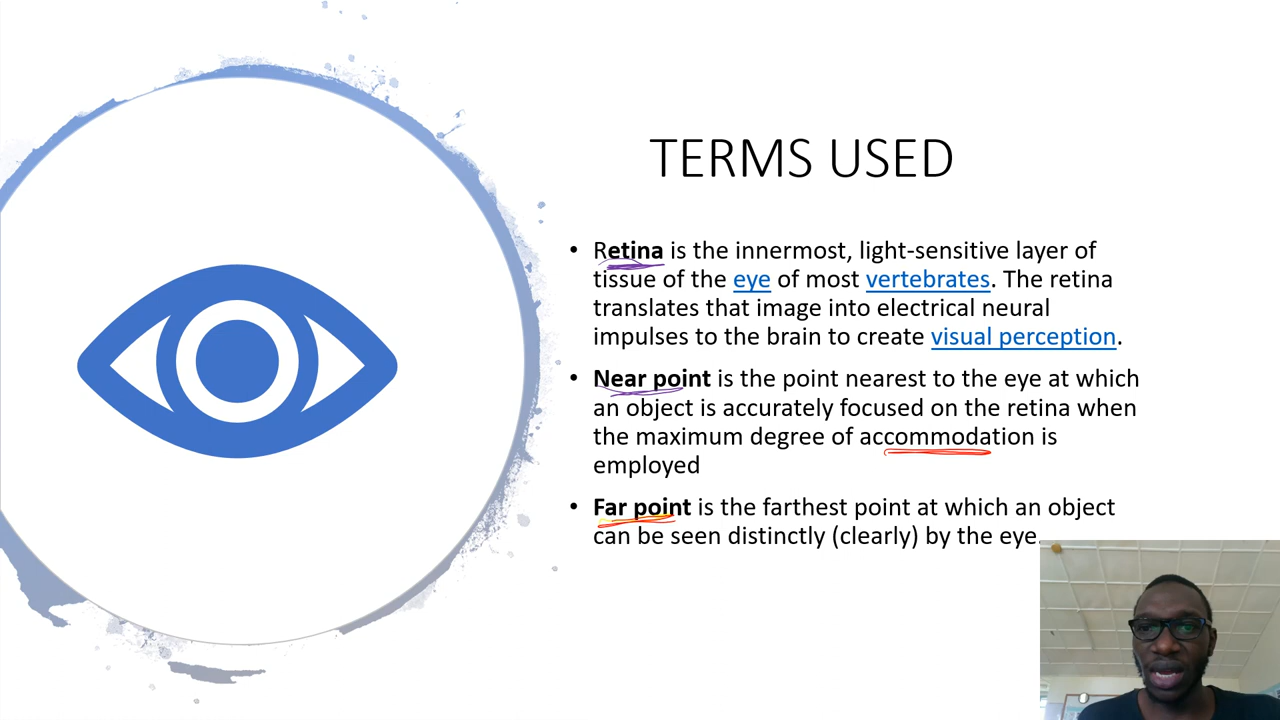 TERMS USED
• Retina is the innermost, light-sensitive layer of
tissue of the eye of most vertebrates. The retina
translates that image into electrical neural
impulses to the brain to create visual perception.
• Near point is the point nearest to the eye at which
an object is accurately focused on the retina when
the maximum degree of accommodation is
employed
• Far point is the farthest point at which an object
can be seen distinctly (clearly) by the eye.